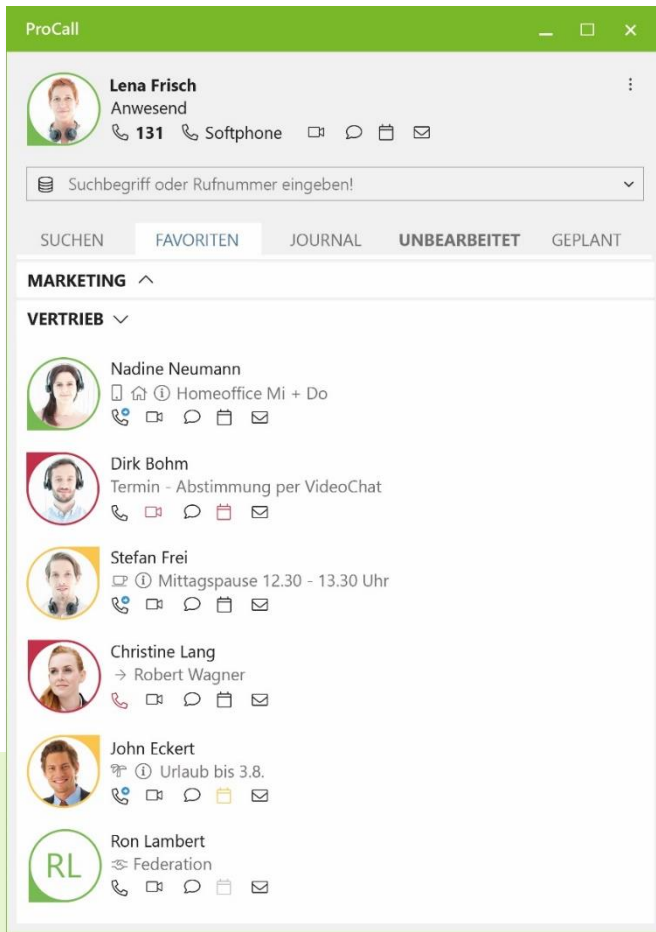 ProCall
Lena Frisch
Anwesend
131 Softphone
Suchbegriff oder Rufnummer eingeben!
SUCHEN FAVORITEN JOURNAL UNBEARBEITET GEPLANT
MARKETING
VERTRIEB
Nadine Neumann
Homeoffice Mi + Do
Dirk Bohm
Termin - Abstimmung per VideoChat
Stefan Frei
Mittagspause 12.30 - 13.30 Uhr
Christine Lang
→ Robert Wagner
John Eckert
Urlaub bis 3.8.
Ron Lambert
RL Federation